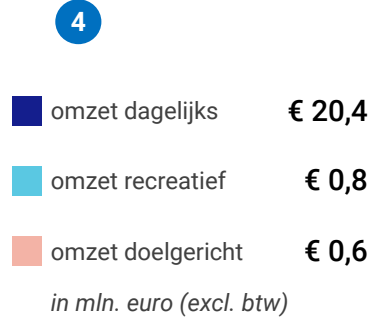 4
omzet dagelijks € 20,4
omzet recreatief € 0,8
omzet doelgericht € 0,6
in mln. euro (excl. btw)